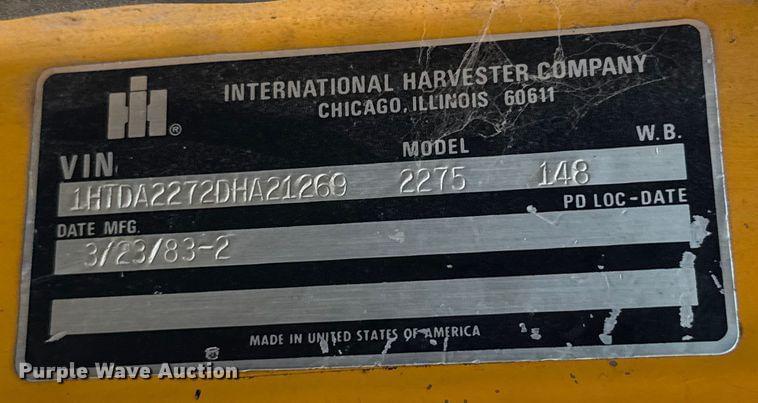 IH®
INTERNATIONAL HARVESTER COMPANY
CHICAGO, ILLINOIS 60611
VIN MODEL W.B.
1HTDA2272DHA21269 2275 148
DATE MFG. PD LOC-DATE
3/23/83-2
MADE IN UNITED STATES OF AMERICA
Purple Wave Auction